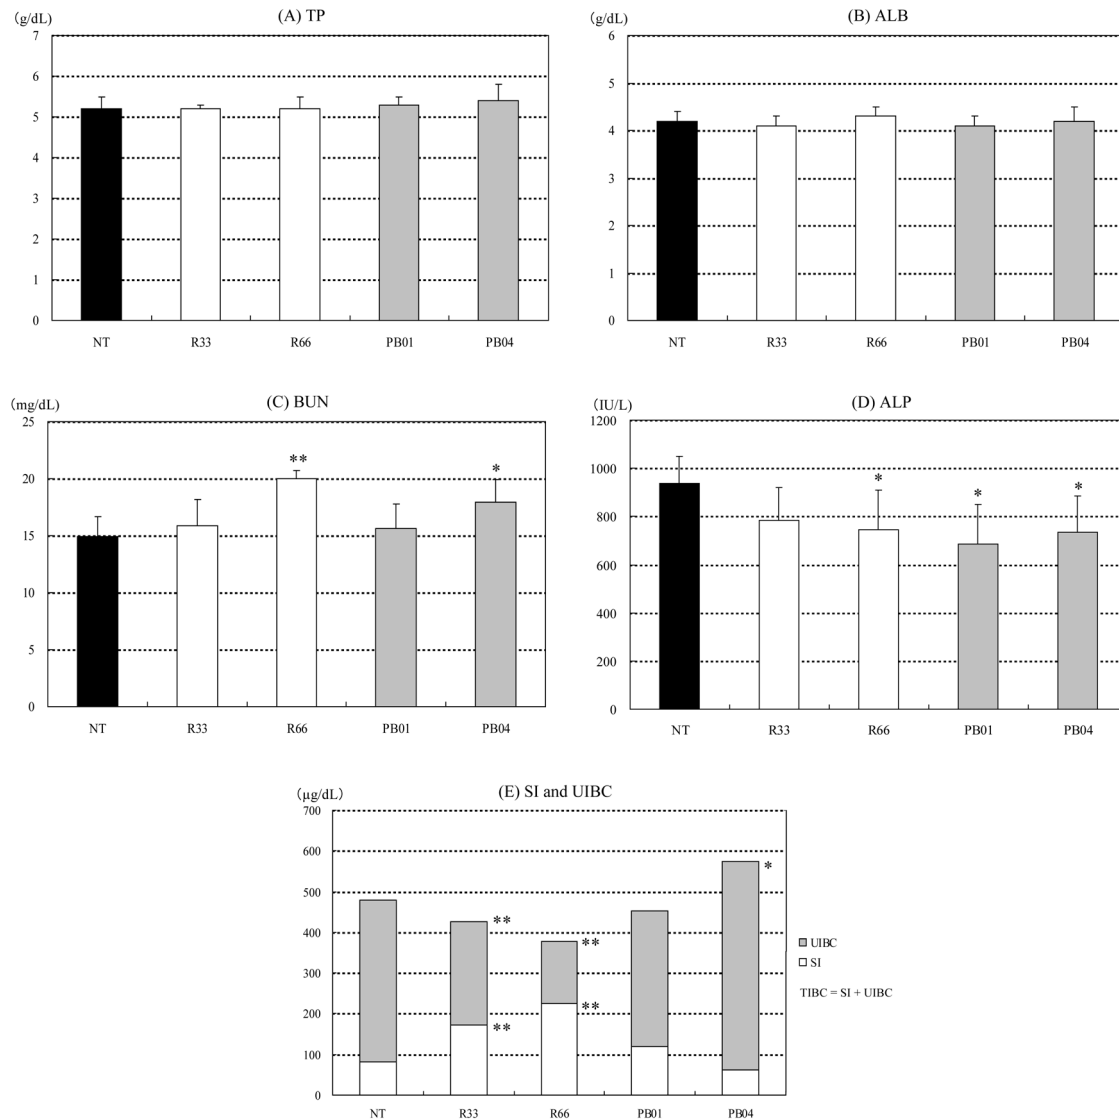 (A) TP
(g/dL)
7
6
5
4
3
2
1
0
NT R33 R66 PB01 PB04
(B) ALB
(g/dL)
6
5
4
3
2
1
0
NT R33 R66 PB01 PB04
(C) BUN
(mg/dL)
25
20
15
10
5
0
** *
NT R33 R66 PB01 PB04
(D) ALP
(IU/L)
1200
1000
800
600
400
200
0
* * *
NT R33 R66 PB01 PB04
(E) SI and UIBC
(µg/dL)
700
600
500
400
300
200
100
0
*
**
**
**
**
NT R33 R66 PB01 PB04
UIBC
SI
TIBC = SI + UIBC